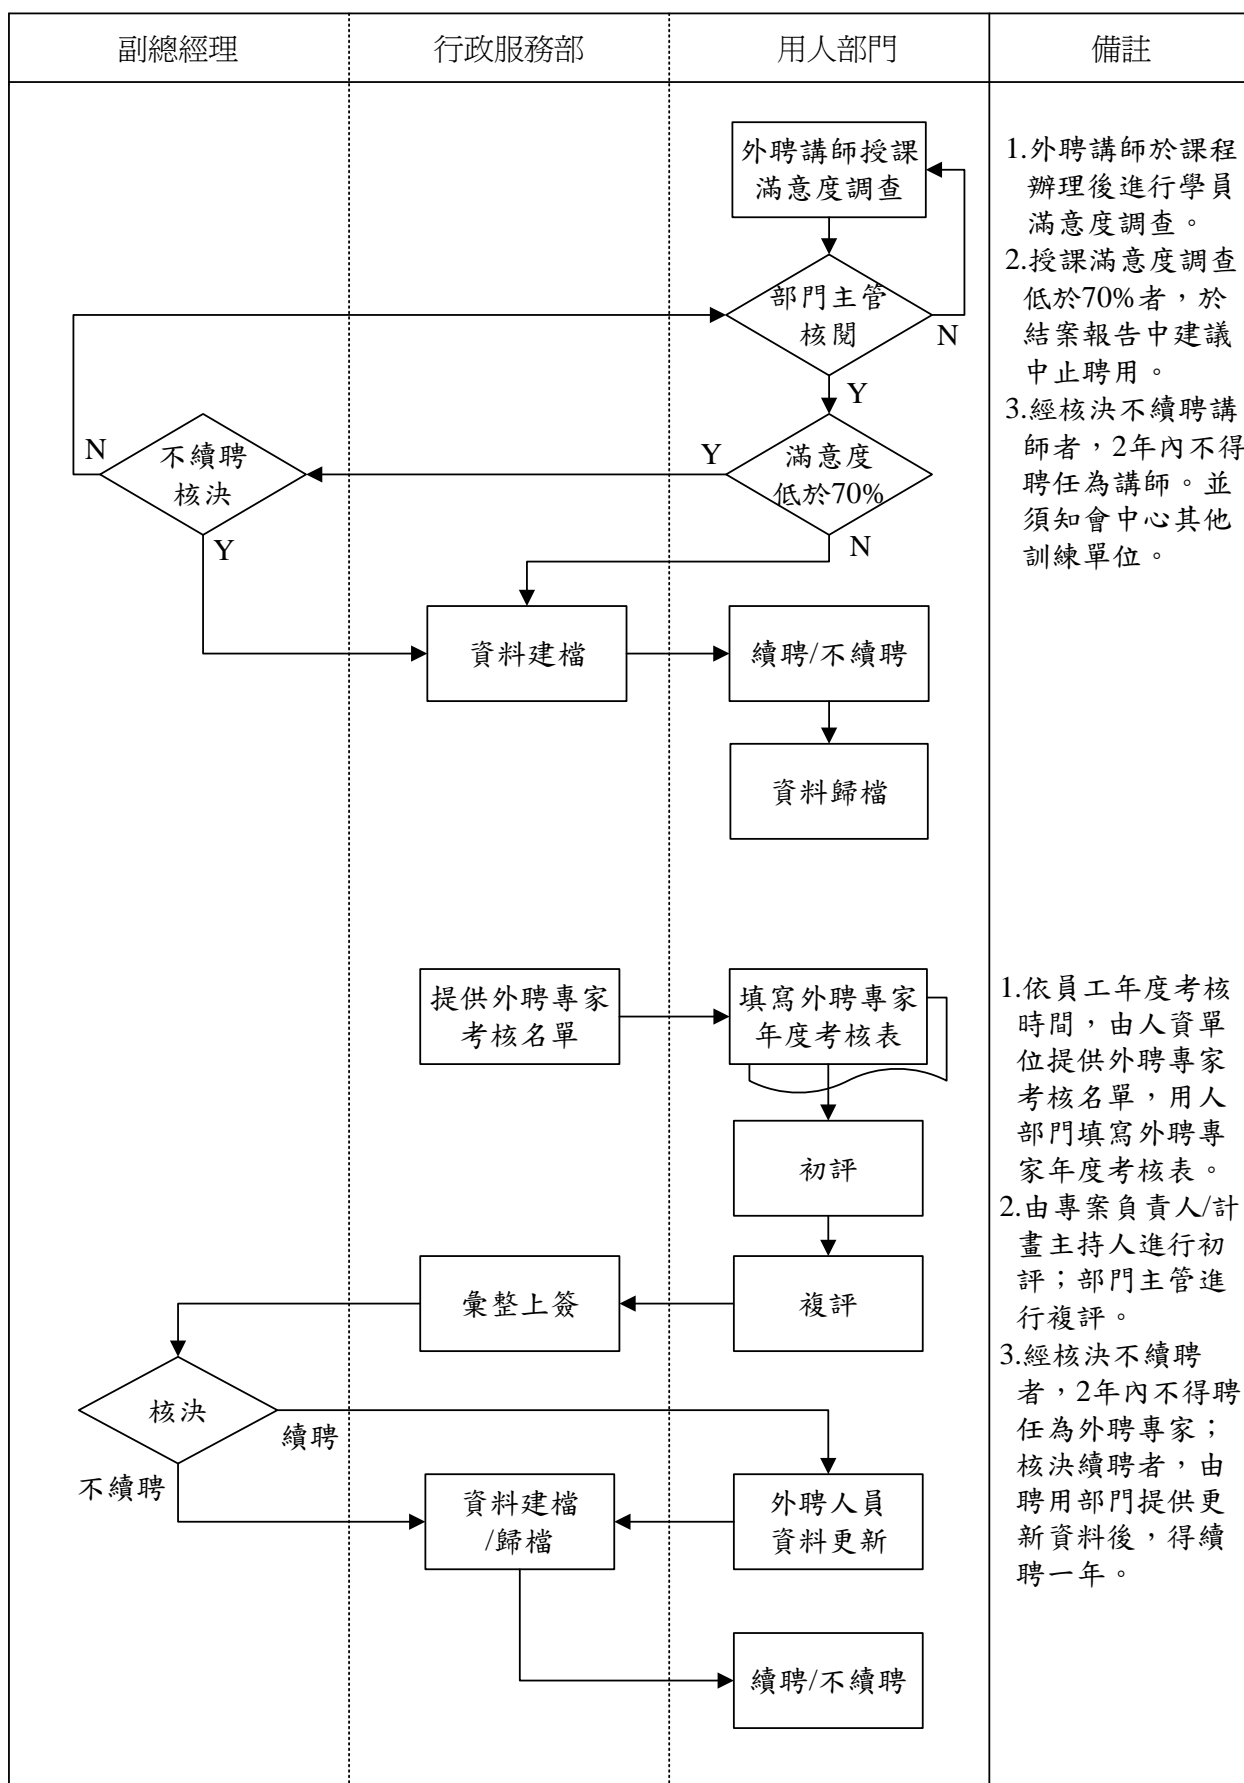 副總經理
行政服務部
用人部門
備註
外聘講師授課
滿意度調查
部門主管
核閱
N
Y
滿意度
低於70%
Y
N
不續聘
核決
N
Y
資料建檔
續聘/不續聘
資料歸檔
1.外聘講師於課程
辦理後進行學員
滿意度調查。
2.授課滿意度調查
低於70%者，於
結案報告中建議
中止聘用。
3.經核決不續聘講
師者，2年內不得
聘任為講師。並
須知會中心其他
訓練單位。
提供外聘專家
考核名單
填寫外聘專家
年度考核表
初評
複評
彙整上簽
核決
續聘
不續聘
資料建檔
/歸檔
外聘人員
資料更新
續聘/不續聘
1.依員工年度考核
時間，由人資單
位提供外聘專家
考核名單，用人
部門填寫外聘專
家年度考核表。
2.由專案負責人/計
畫主持人進行初
評；部門主管進
行複評。
3.經核決不續聘
者，2年內不得聘
任為外聘專家；
核決續聘者，由
聘用部門提供更
新資料後，得續
聘一年。